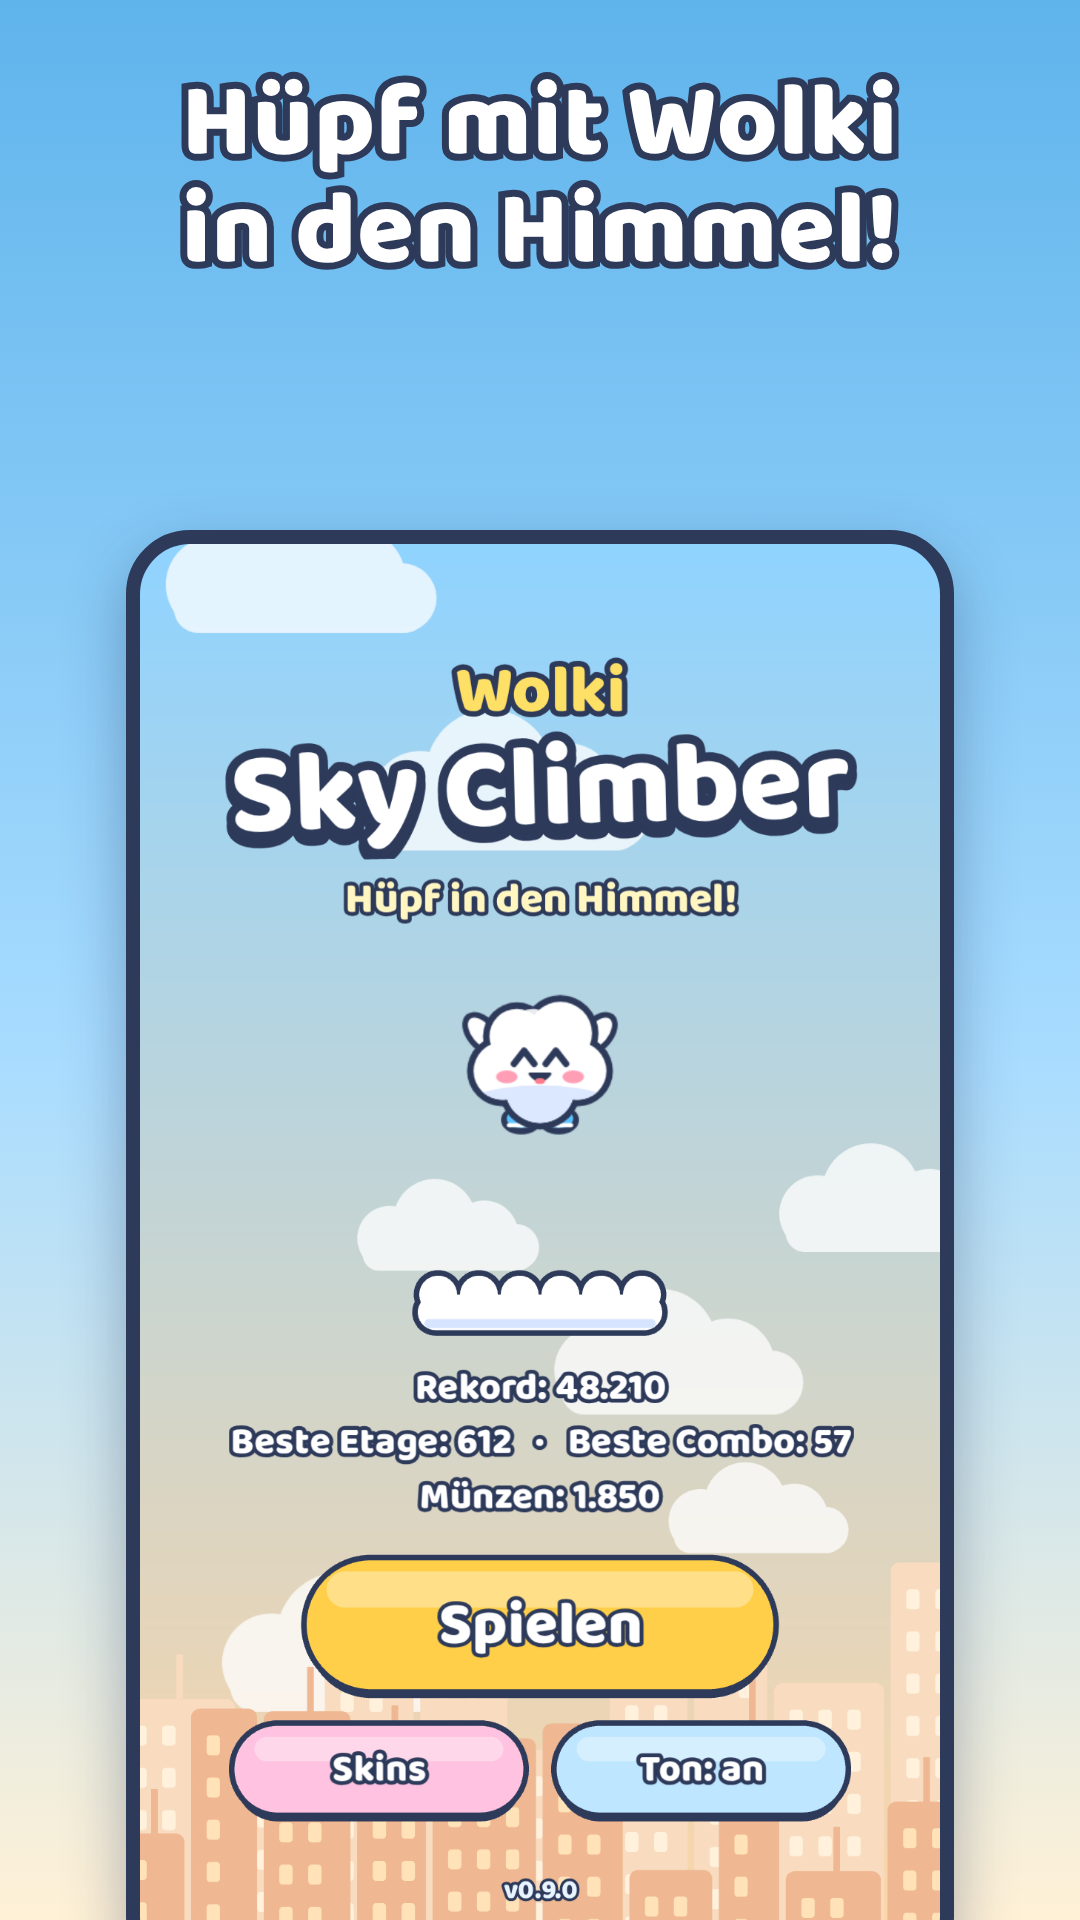 Hüpf mit Wolki
in den Himmel!
Wolki
Sky Climber
Hüpf in den Himmel!
Rekord: 48.210
Beste Etage: 612 • Beste Combo: 57
Münzen: 1.850
Spielen
Skins
Ton: an
v0.9.0